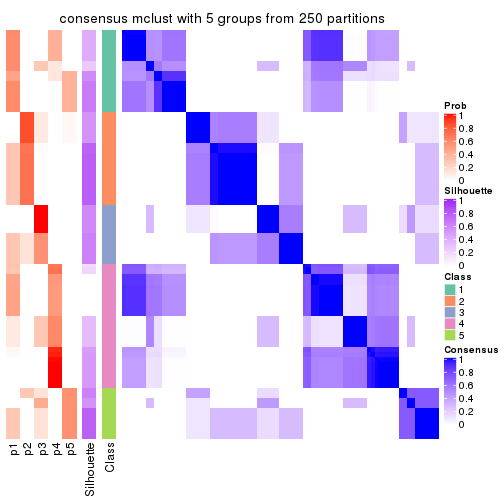 consensus mclust with 5 groups from 250 partitions
Prob
1
0.8
0.6
0.4
0.2
0
Silhouette
1
0.8
0.6
0.4
0.2
0
Class
1
2
3
4
5
Consensus
1
0.8
0.6
0.4
0.2
0
p1
p2
p3
p4
p5
Silhouette
Class